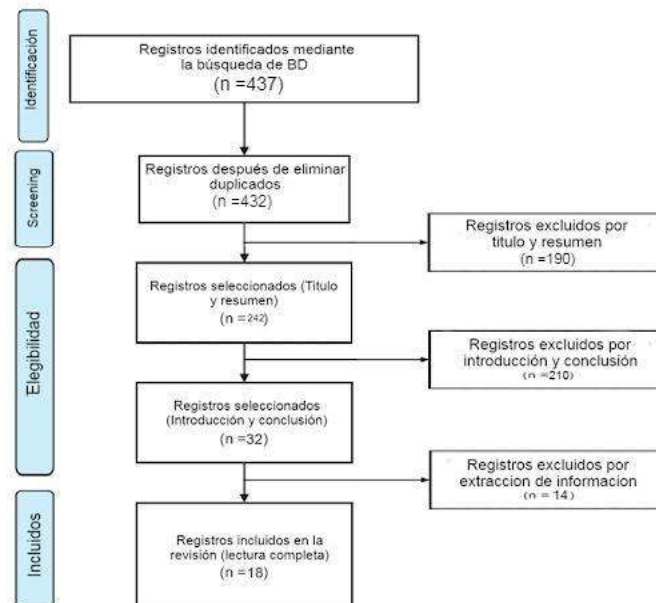 Identificación
Registros identificados mediante
la búsqueda de BD
(n =437)
Screening
Registros después de eliminar
duplicados
(n =432)
Registros excluidos por
titulo y resumen
(n =190)
Elegibilidad
Registros seleccionados (Titulo
y resumen)
(n =242)
Registros excluidos por
introducción y conclusión
(n =210)
Registros seleccionados
(Introducción y conclusión)
(n =32)
Registros excluidos por
extraccion de informacion
(n = 14)
Incluidos
Registros incluidos en la
revisión (lectura completa)
(n =18)